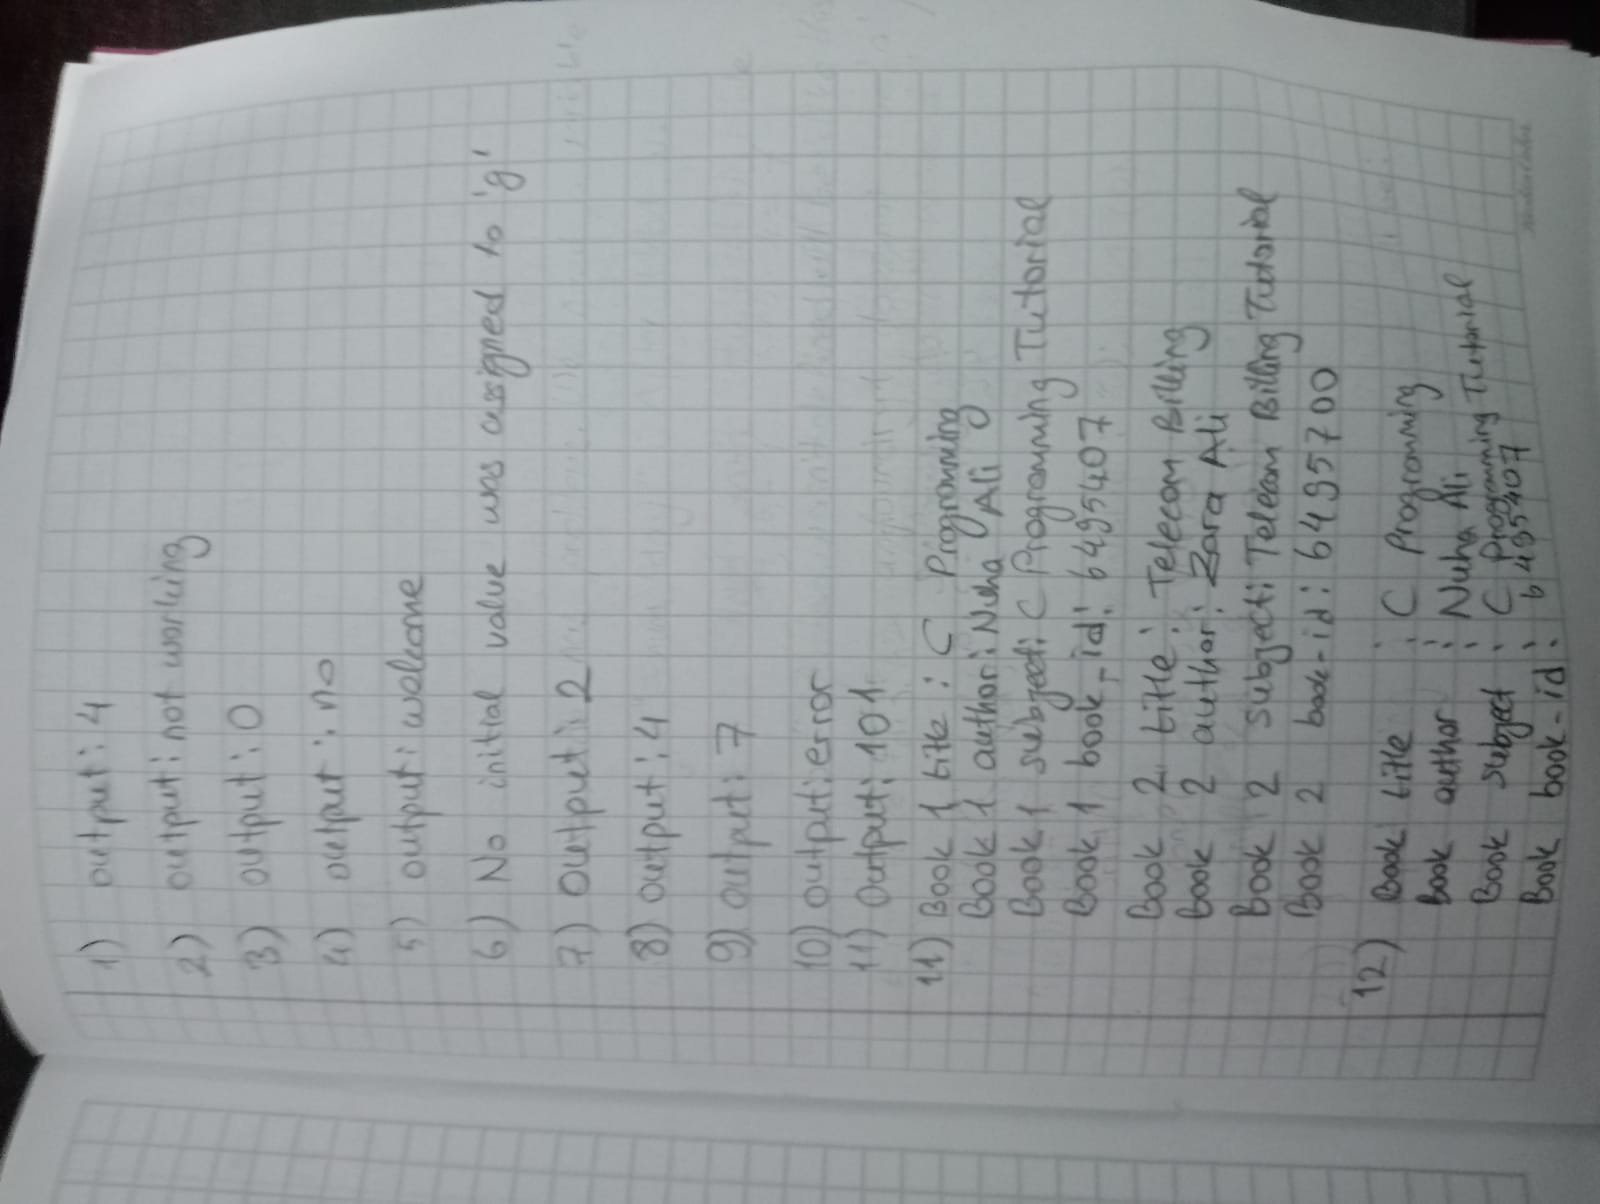 1) output: 4
2) output: not working
3) output: 0
4) output: no
5) output: welcone
6) No initial value was assigned to 'g'
7) output: 2
8) output: 4
9) output: 7
10) output: error
11) output: 101
11) Book 1 title : C Programming
Book 1 author: Nuha Ali
Book 1 subject: C Programming Tutorial
Book 1 book_id: 6495407
Book 2 title: Telecom Billing
Book 2 author: Zara Ali
Book 2 subject: Telecom Billing Tutorial
Book 2 book-id: 6495700
12) Book title : C Programming
Book author : Nuha Ali
Book subject : C Programming Tutorial
Book book-id: 6495407